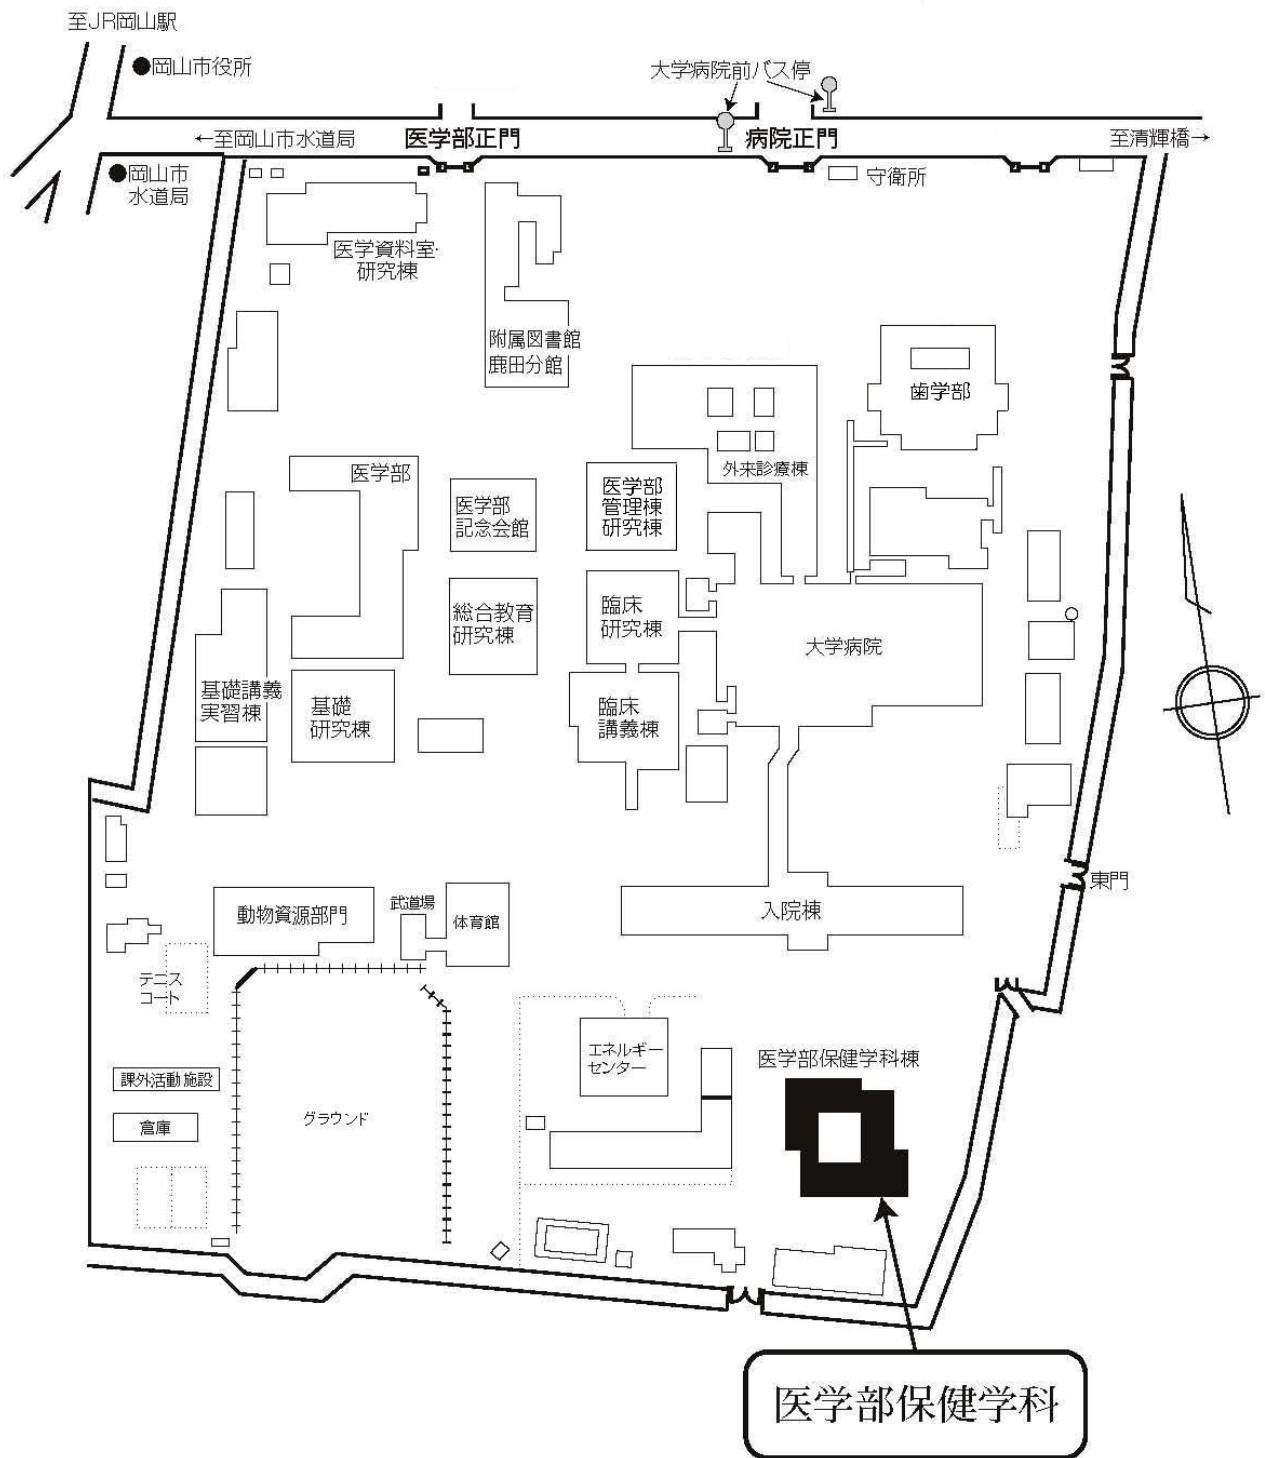 至JR岡山駅
●岡山市役所
大学病院前バス停
←至岡山市水道局
医学部正門
病院正門
至清輝橋→
●岡山市
水道局
守衛所
医学資料室・
研究棟
附属図書館
鹿田分館
歯学部
外来診療棟
医学部
医学部
記念会館
医学部
管理棟
研究棟
総合教育
研究棟
臨床
研究棟
大学病院
基礎講義
実習棟
基礎
研究棟
臨床
講義棟
東門
動物資源部門
武道場
体育館
入院棟
テニス
コート
エネルギー
センター
医学部保健学科棟
課外活動施設
グラウンド
倉庫
医学部保健学科